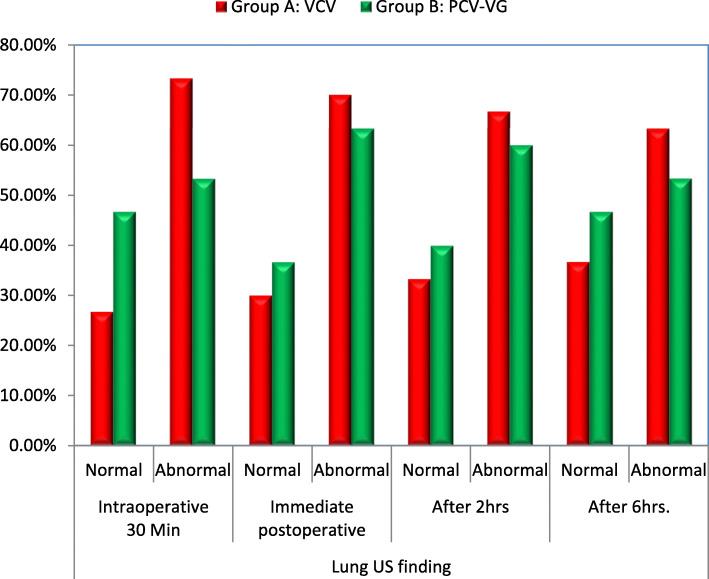 Group A: VCV Group B: PCV-VG
80.00%
70.00%
60.00%
50.00%
40.00%
30.00%
20.00%
10.00%
0.00%
Normal Abnormal Normal Abnormal Normal Abnormal Normal Abnormal
Intraoperative Immediate After 2hrs After 6hrs.
30 Min postoperative
Lung US finding